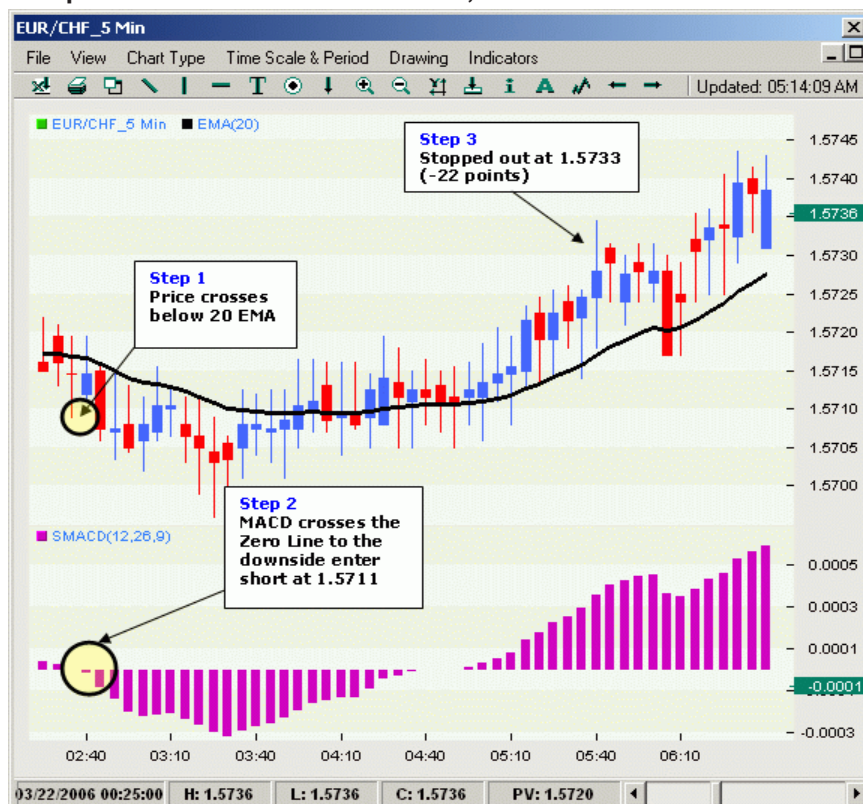 EUR/CHF_5 Min
File View Chart Type Time Scale & Period Drawing Indicators
T i A Updated: 05:14:09 AM
EUR/CHF_5 Min EMA(20)
Step 3
Stopped out at 1.5733
(-22 points)
Step 1
Price crosses
below 20 EMA
1.5745
1.5740
1.5736
1.5730
1.5725
1.5720
1.5715
1.5710
1.5705
1.5700
Step 2
MACD crosses the
Zero Line to the
downside enter
short at 1.5711
SMACD(12,26,9)
0.0005
0.0003
0.0001
-0.0001
-0.0003
02:40 03:10 03:40 04:10 04:40 05:10 05:40 06:10
03/22/2006 00:25:00 H: 1.5736 L: 1.5736 C: 1.5736 PV: 1.5720